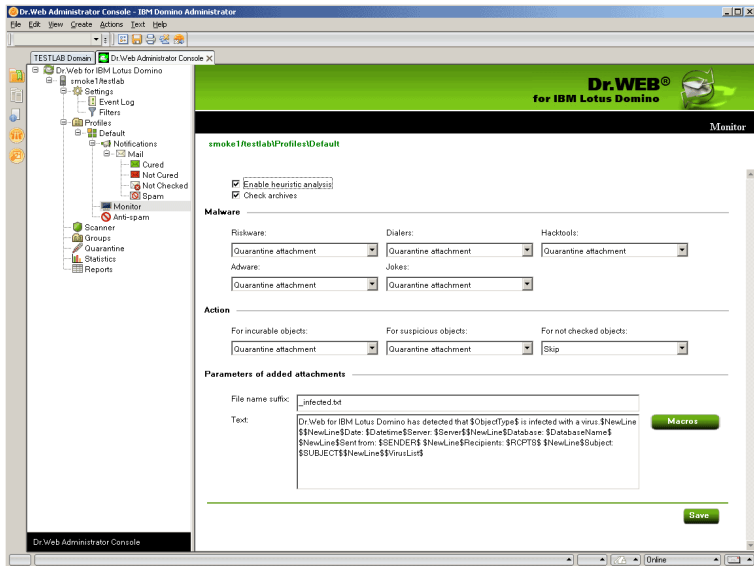 Dr.Web Administrator Console - IBM Domino Administrator
File Edit View Create Actions Text Help
TESTLAB Domain
Dr.Web Administrator Console
Dr.Web for IBM Lotus Domino
smoke1/testlab
Settings
Event Log
Filters
Profiles
Default
Notifications
Mail
Cured
Not Cured
Not Checked
Spam
Monitor
Anti-spam
Scanner
Groups
Quarantine
Statistics
Reports
Dr.Web Administrator Console
Dr.WEB®
for IBM Lotus Domino
Monitor
smoke1/testlab\Profiles\Default
Enable heuristic analysis
Check archives
Malware
Riskware: Dialers: Hacktools:
Quarantine attachment Quarantine attachment Quarantine attachment
Adware: Jokes:
Quarantine attachment Quarantine attachment
Action
For incurable objects: For suspicious objects: For not checked objects:
Quarantine attachment Quarantine attachment Skip
Parameters of added attachments
File name suffix: _infected.txt
Text: Dr.Web for IBM Lotus Domino has detected that $ObjectType$ is infected with a virus.$NewLine
$$NewLine$Date: $Datetime$Server: $Server$$NewLine$Database: $DatabaseName$
$NewLine$Sent from: $SENDER$ $NewLine$Recipients: $RCPTS$ $NewLine$Subject:
$SUBJECT$$NewLine$$VirusList$
Macros
Save
Online